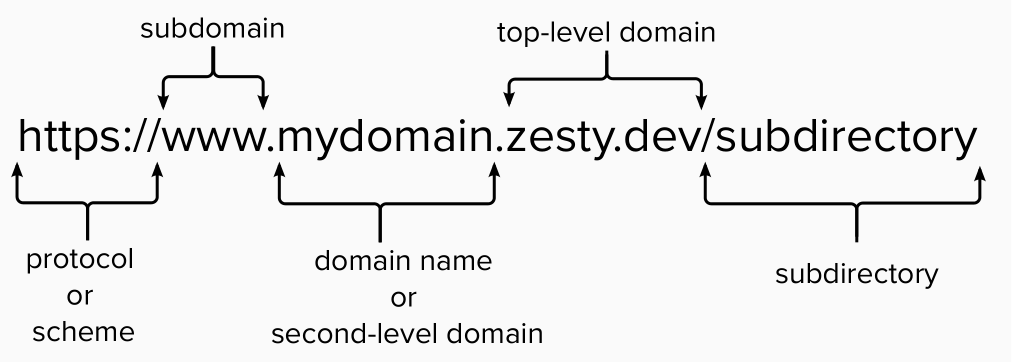 subdomain
top-level domain
https://www.mydomain.zesty.dev/subdirectory
protocol
or
scheme
domain name
or
second-level domain
subdirectory